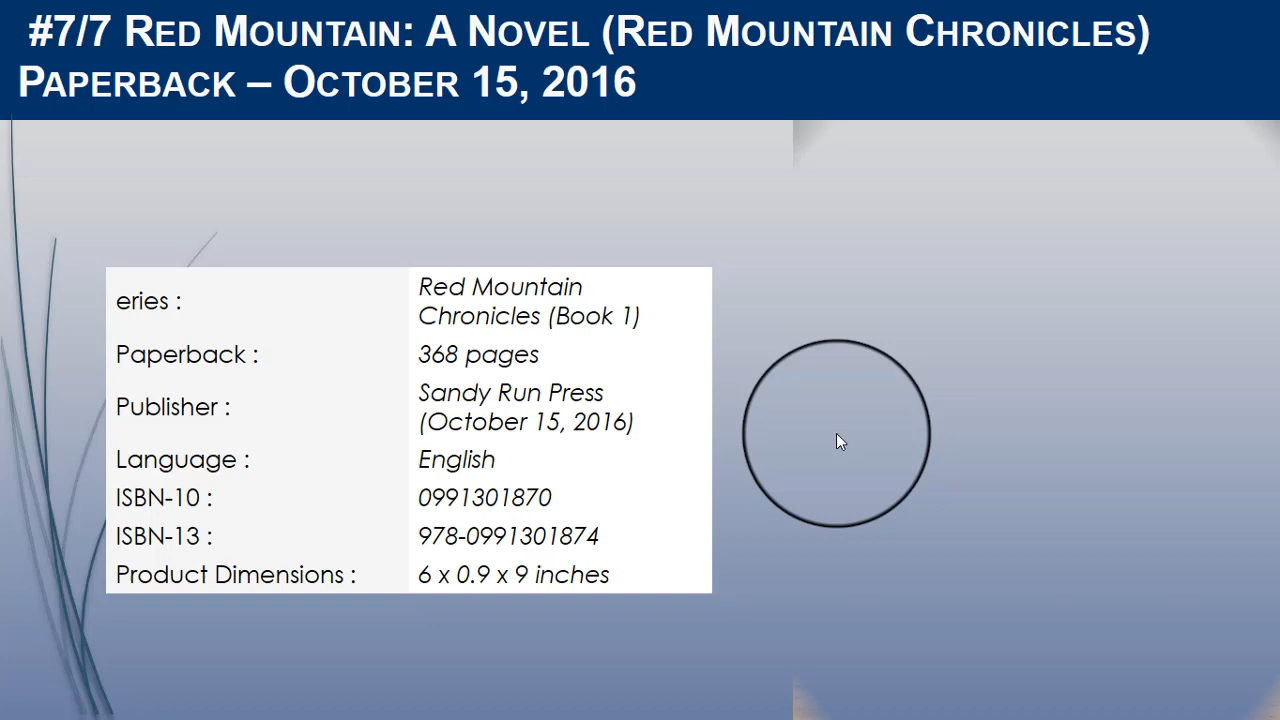 #7/7 RED MOUNTAIN: A NOVEL (RED MOUNTAIN CHRONICLES)
PAPERBACK – OCTOBER 15, 2016
eries : Red Mountain
Chronicles (Book 1)
Paperback : 368 pages
Publisher : Sandy Run Press
(October 15, 2016)
Language : English
ISBN-10 : 0991301870
ISBN-13 : 978-0991301874
Product Dimensions : 6 x 0.9 x 9 inches